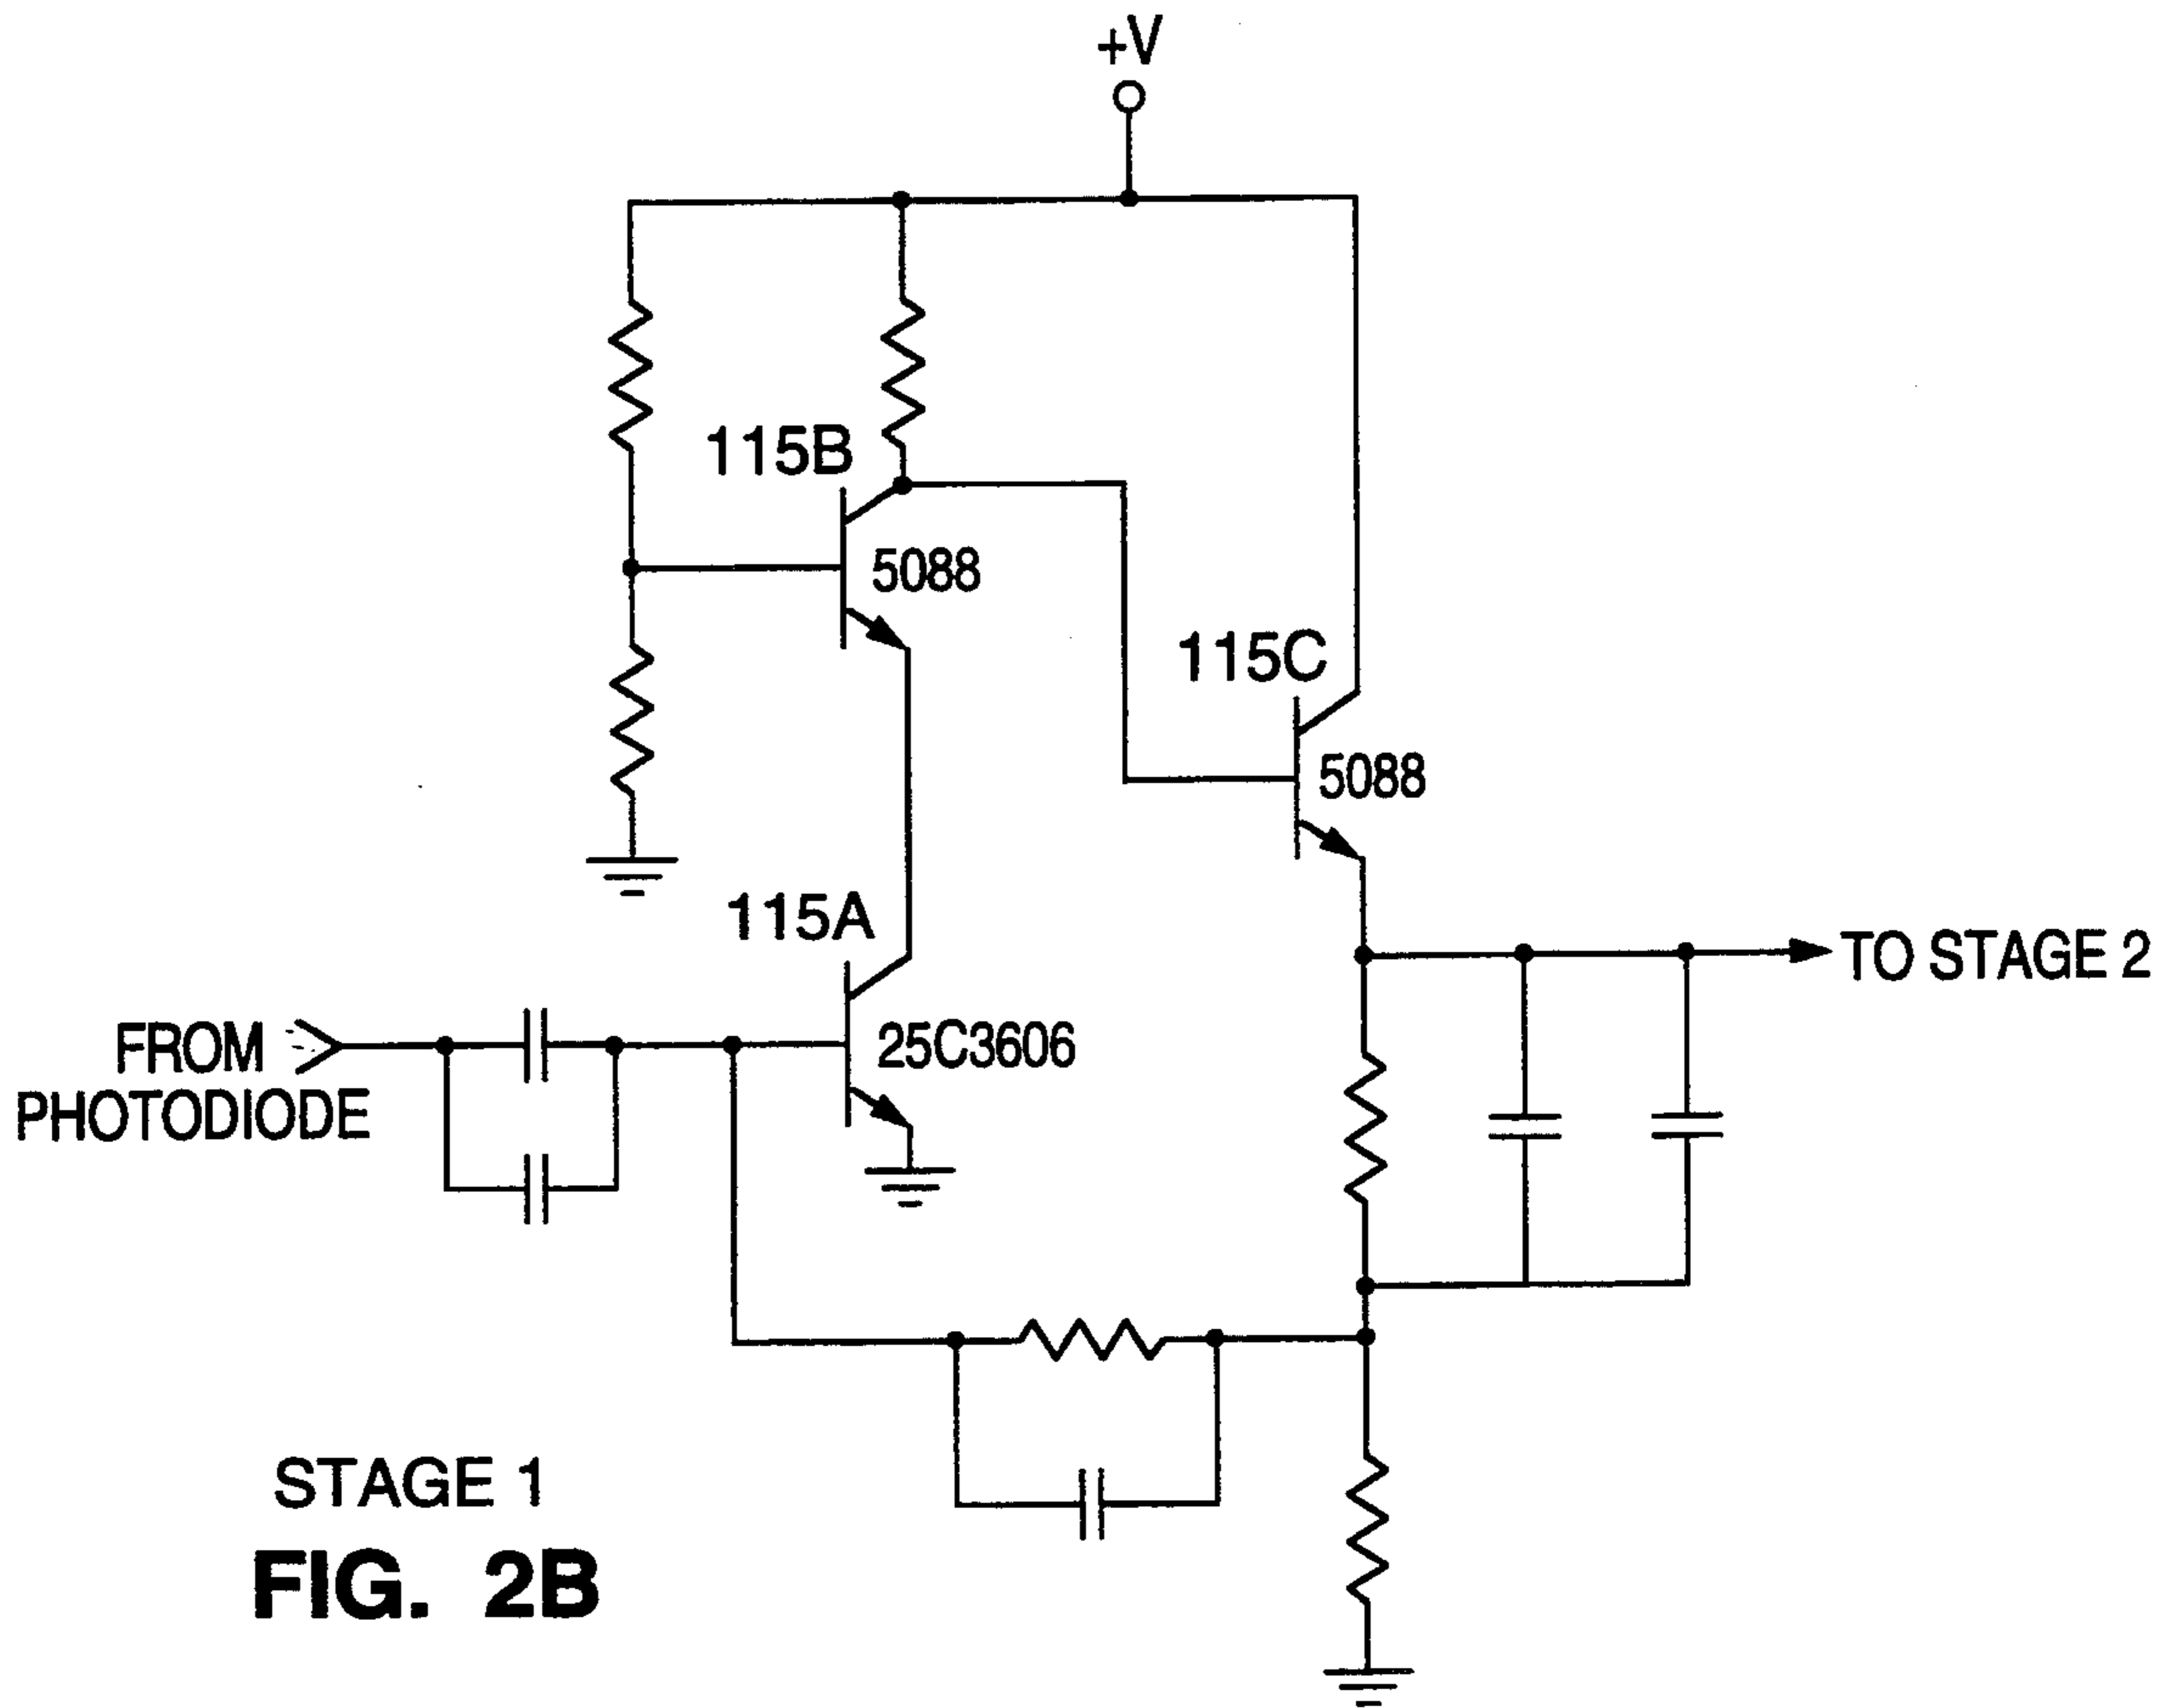 +V
115B
5088
115C
5088
115A
TO STAGE 2
FROM
PHOTODIODE
25C3606
STAGE 1
FIG. 2B